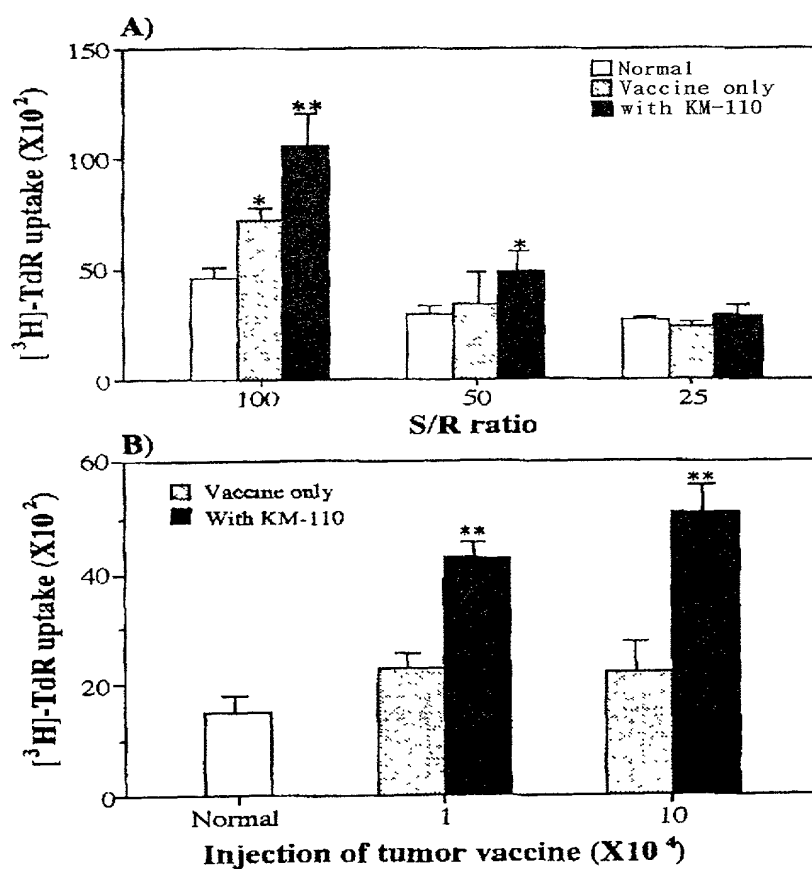 A)
150
100
50
0
[³H]-TdR uptake (X10²)
Normal
Vaccine only
with KM-110
*
**
*
100
50
25
S/R ratio
B)
60
40
20
0
[³H]-TdR uptake (X10²)
Vaccine only
With KM-110
**
**
Normal
1
10
Injection of tumor vaccine (X10⁴)